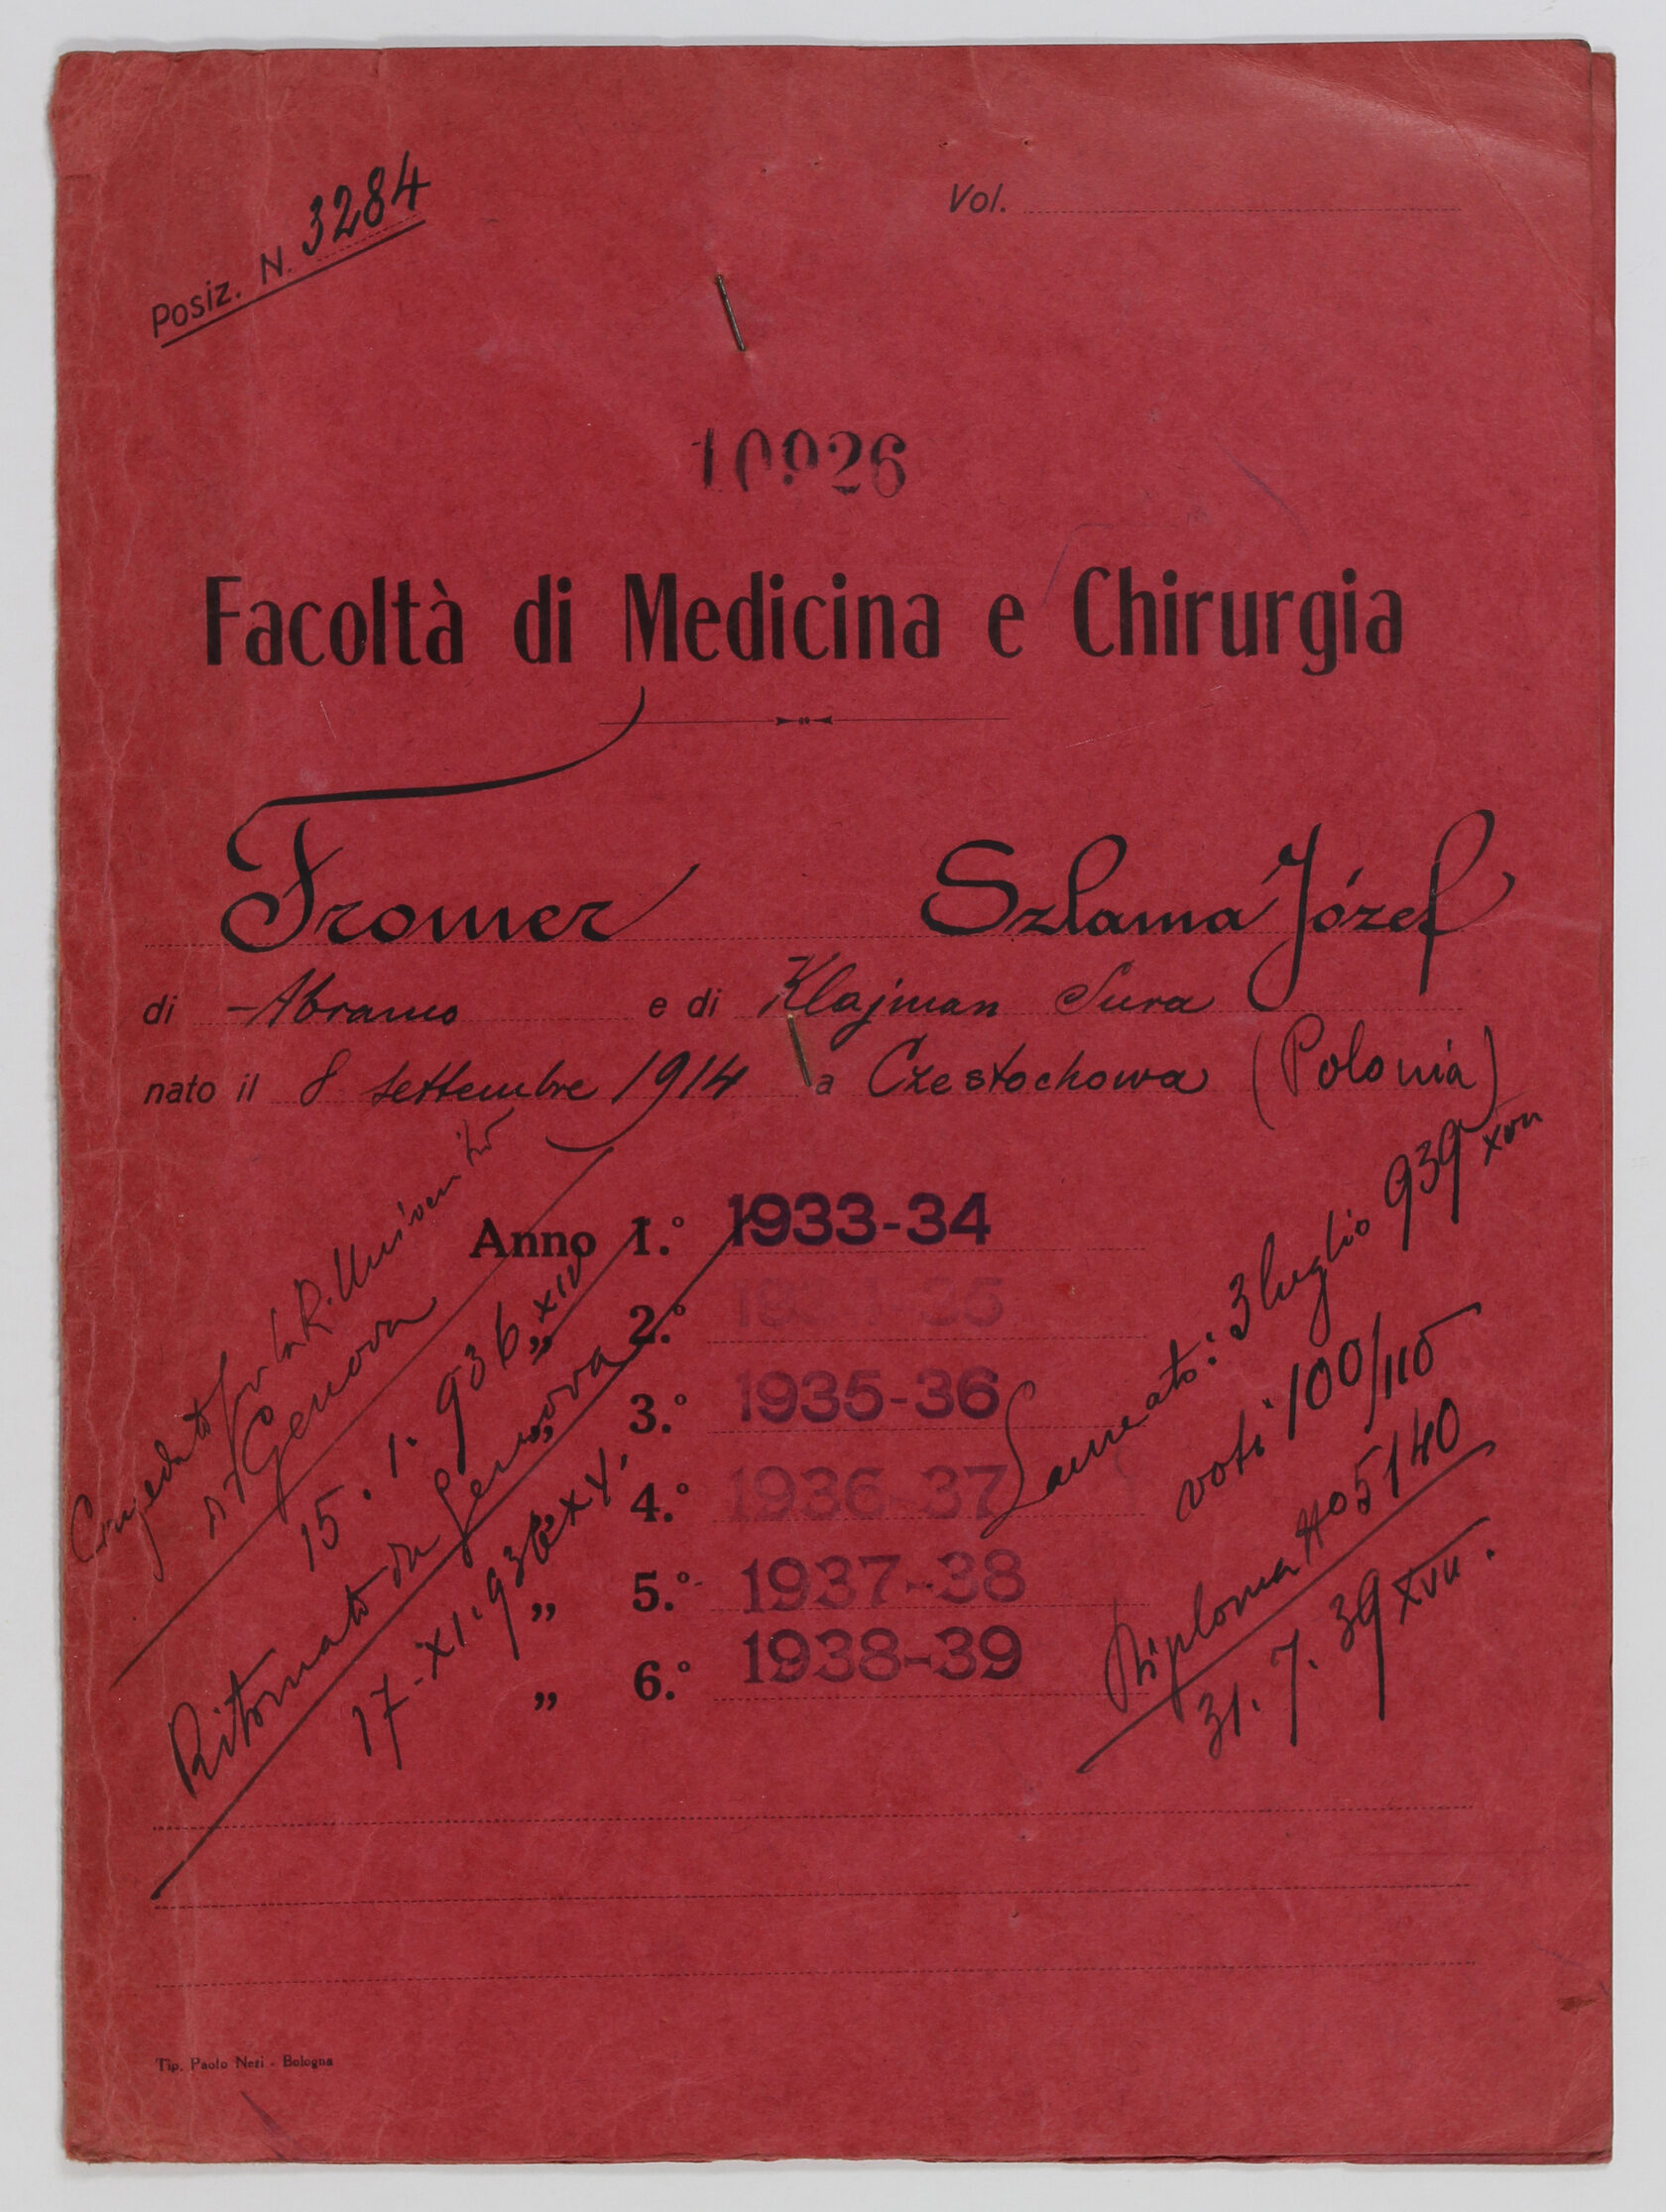 Posiz. N. 3284
Vol.
10926
Facoltà di Medicina e Chirurgia
Fromer Szlama Józef
di Abramo e di Klajman Sura
nato il 8 settembre 1914 a Czestochowa (Polonia)
Congedato per la R. Università
di Genova
15. 1. 936 XIV
Ritornato da Genova
17-XI-936 XV.
Anno 1.° 1933-34
„ 2.° 1934-35
„ 3.° 1935-36
4.° 1936-37
„ 5.° 1937-38
„ 6.° 1938-39
Laureato: 3 luglio 939 XVII
voti 100/110
Diploma N° 5140
31. 7. 39 XVII.
Tip. Paolo Neri - Bologna